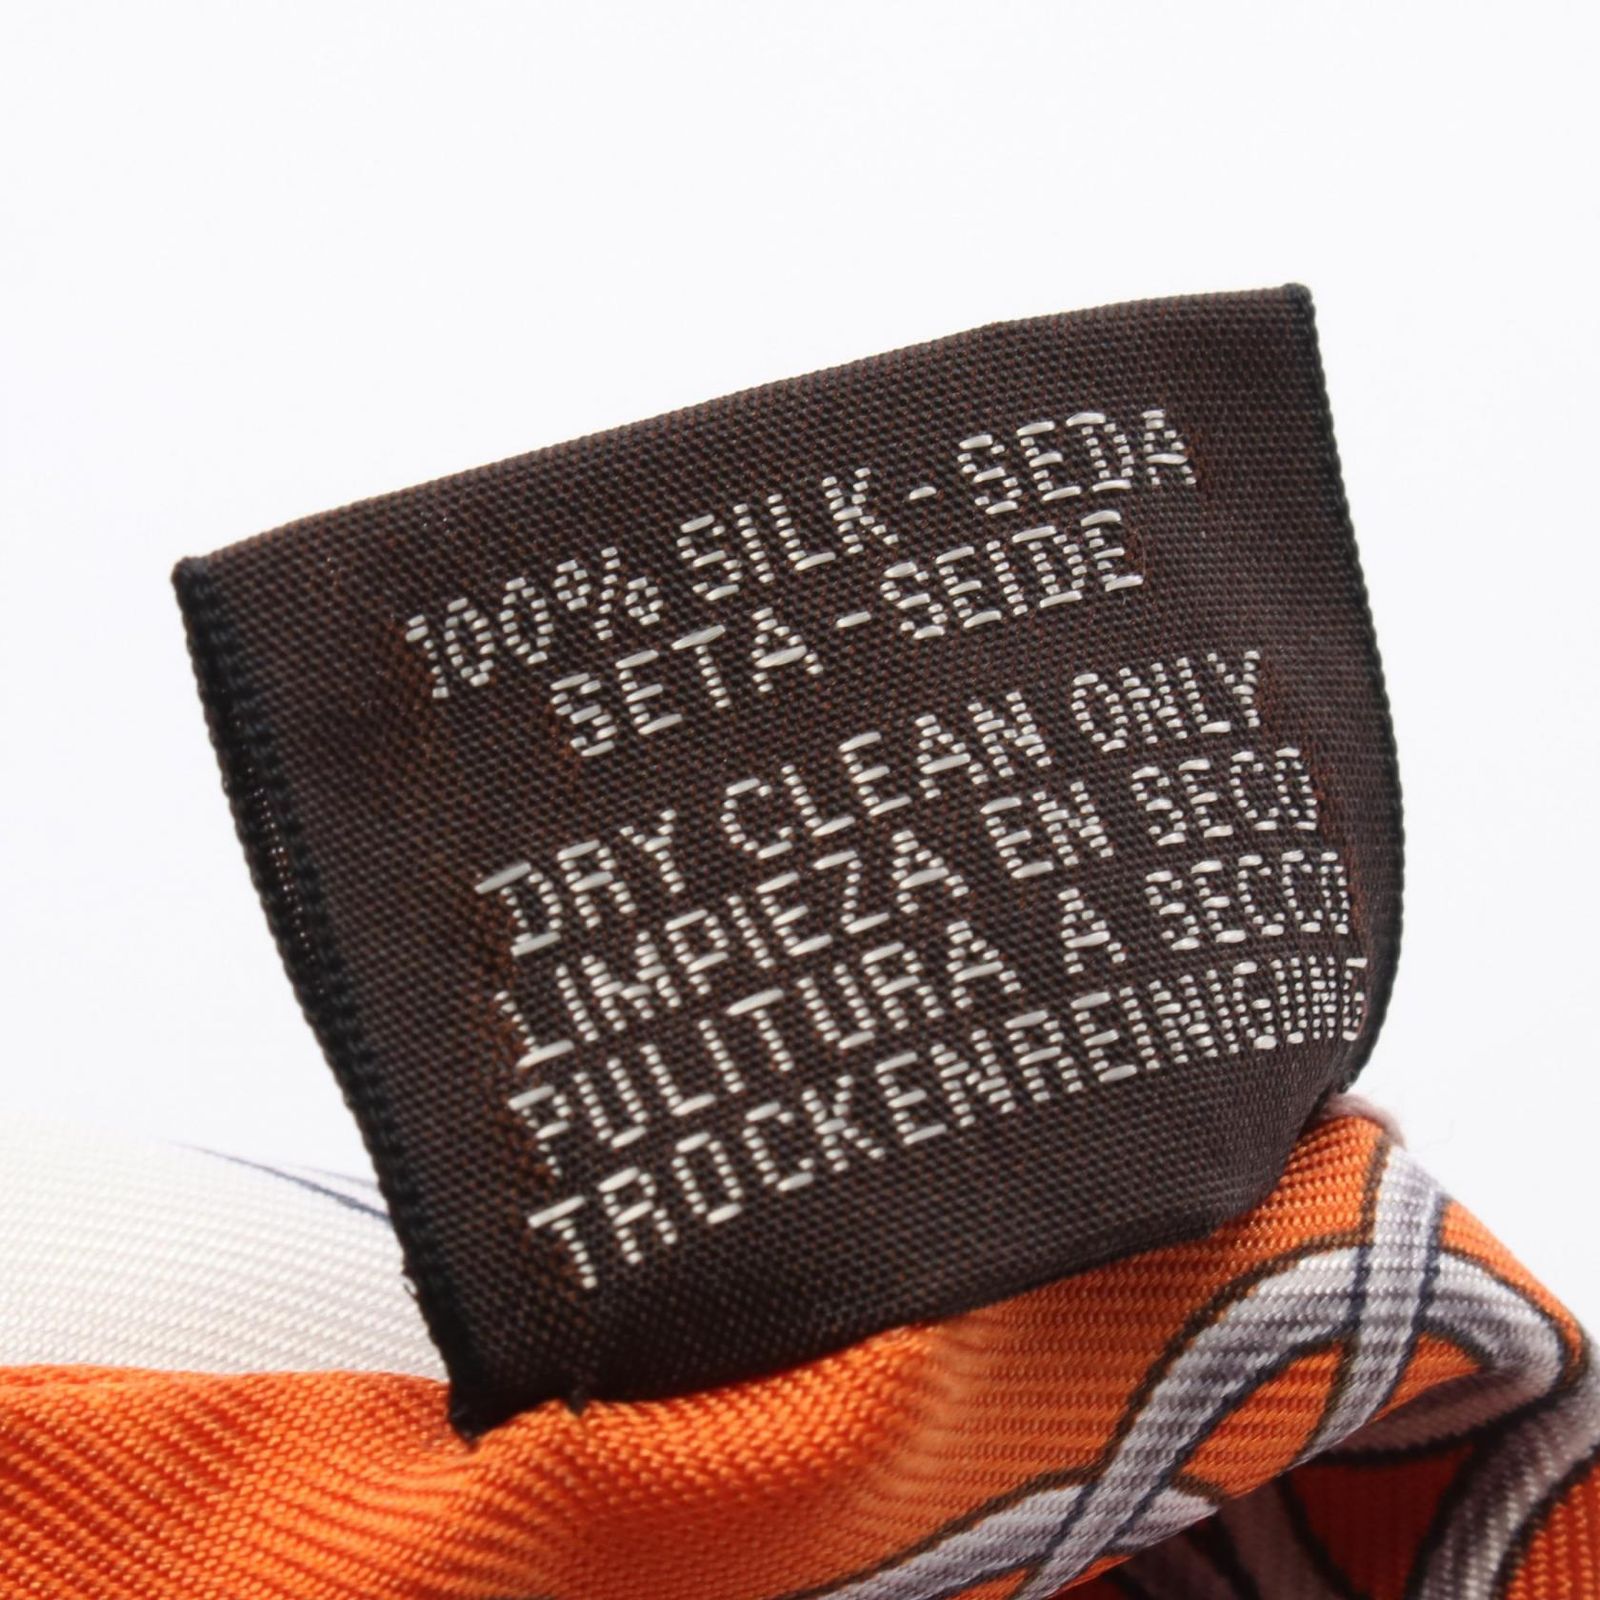 100% SILK - SEDA
SETA - SEIDE
DRY CLEAN ONLY
LIMPIEZA EN SECO
PULITURA A SECCO
TROCKENREINIGUNG